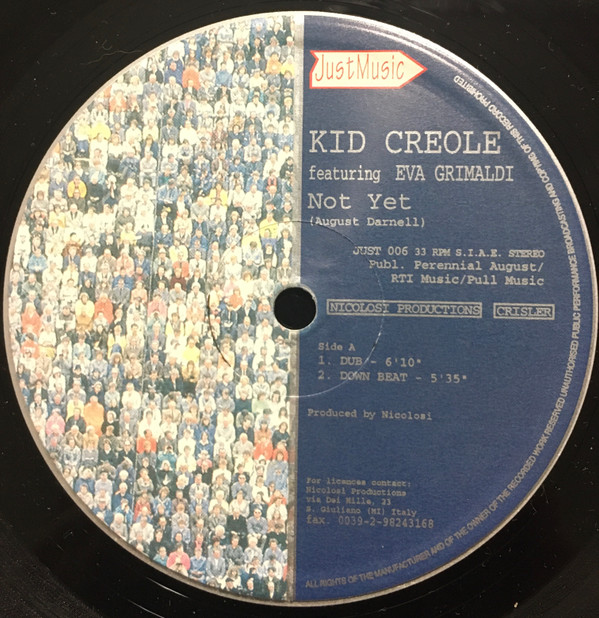 JustMusic
KID CREOLE
featuring EVA GRIMALDI
Not Yet
(August Darnell)
JUST 006 33 RPM S.I.A.E. STEREO
Publ. Perennial August/
RTI Music/Pull Music
NICOLOSI PRODUCTIONS CRISLER
Side A
1. DUB - 6'10"
2. DOWN BEAT - 5'35"
Produced by Nicolosi
For licences contact:
Nicolosi Productions
via Dei Mille, 23
S. Giuliano (MI) Italy
fax. 0039-2-98243168
ALL RIGHTS OF THE MANUFACTURER AND OF THE OWNER OF THE RECORDED WORK RESERVED UNAUTHORISED PUBLIC PERFORMANCE BROADCASTING AND COPYING OF THIS RECORD PROHIBITED